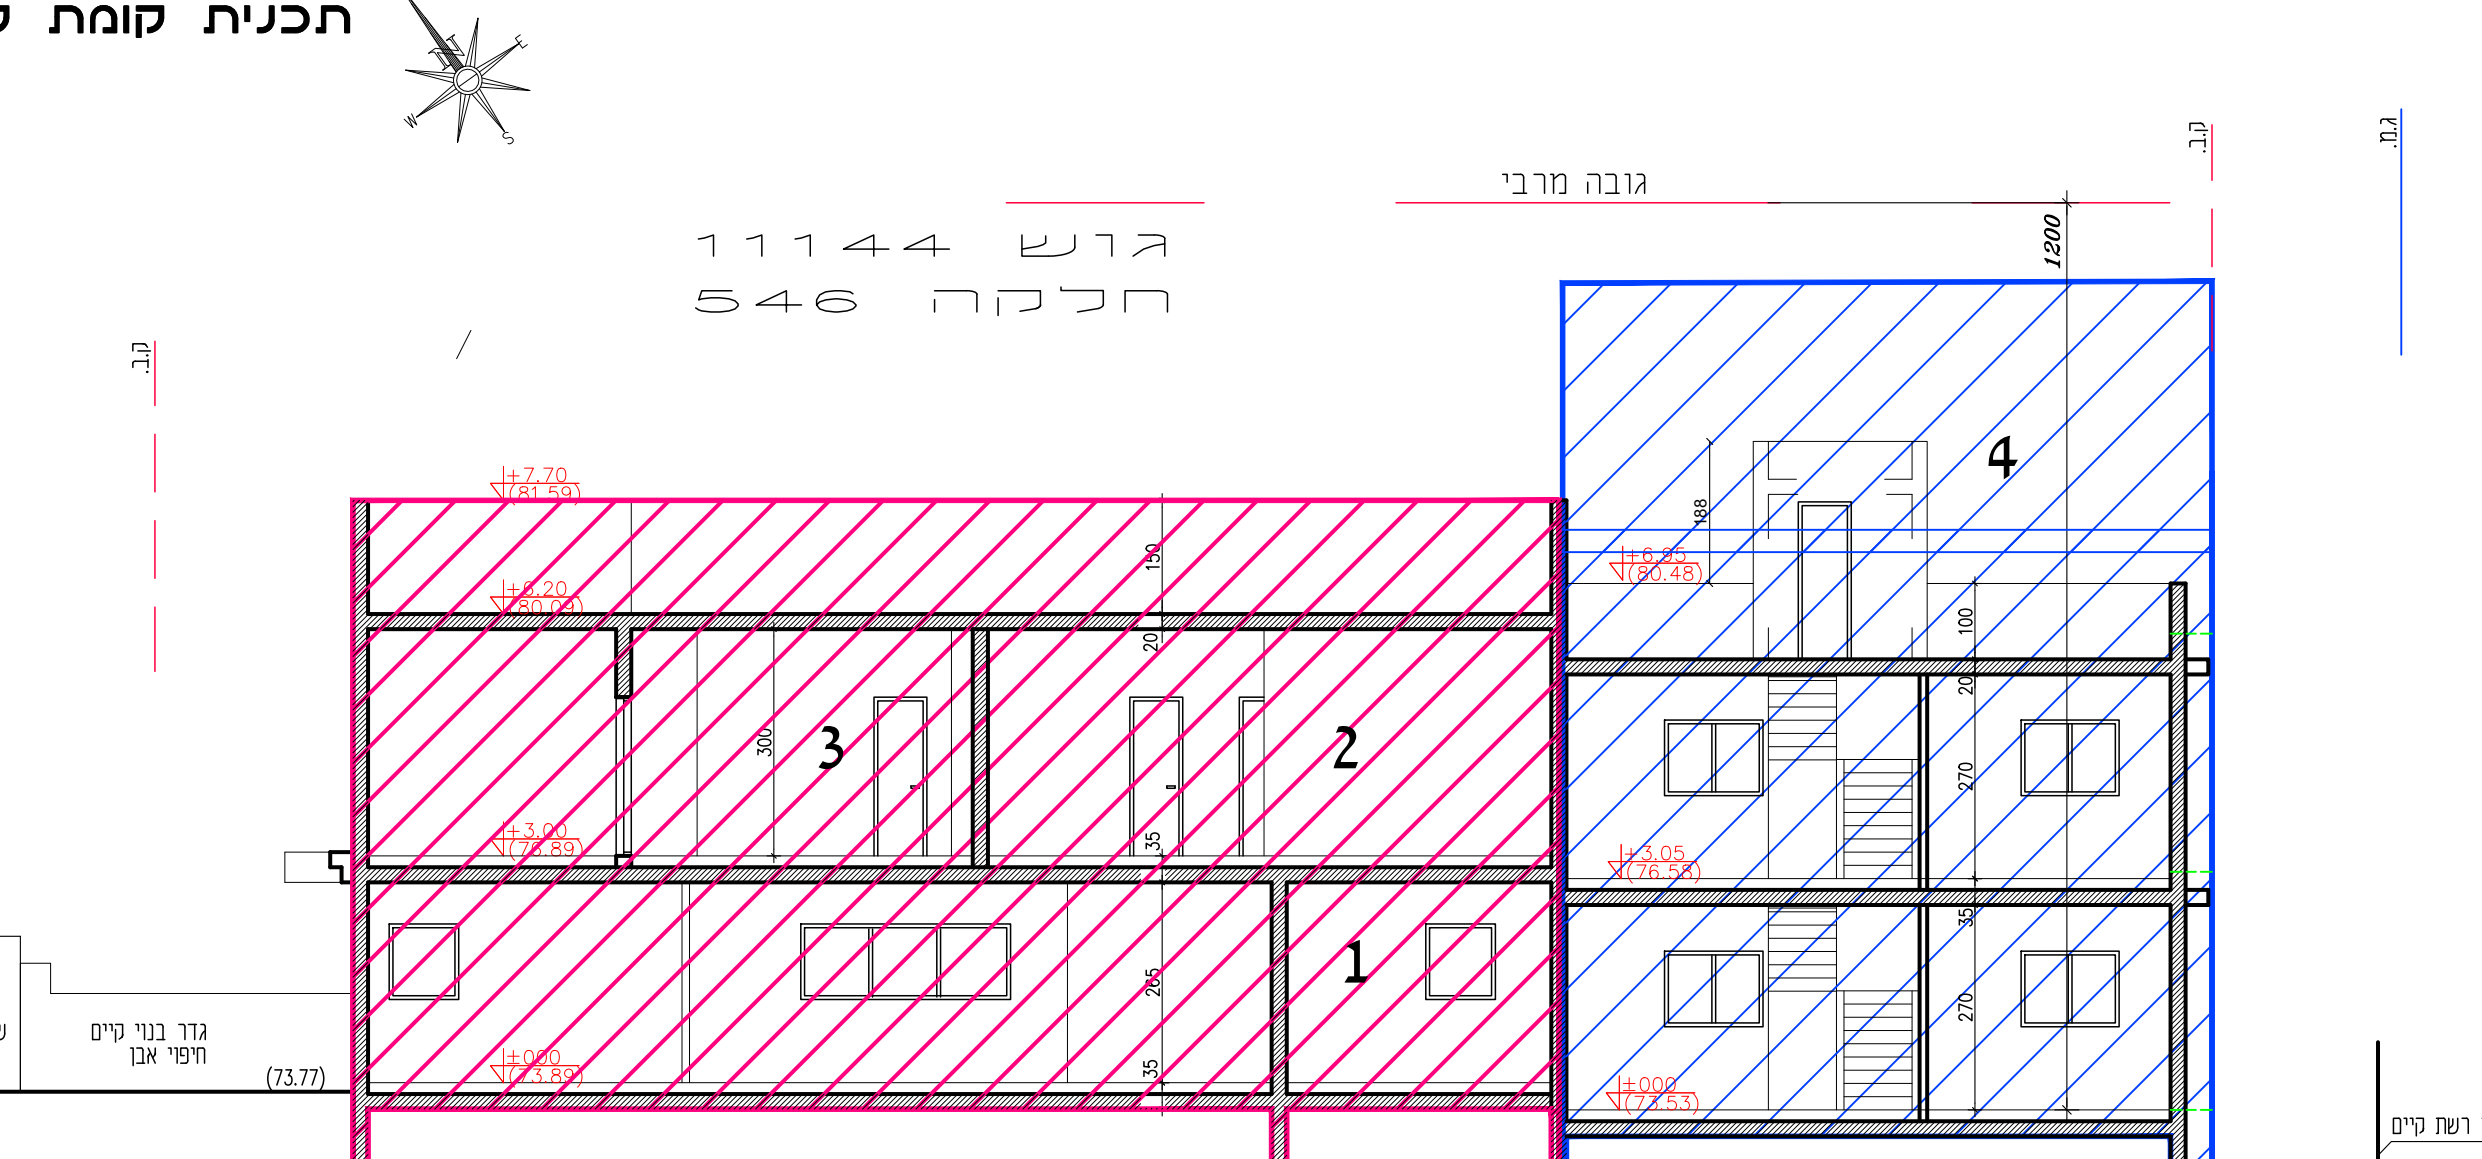 תכנית קומת
N
E
W
S
ק.ב.
ג.מ.
גובה מרבי
1200
גוש 11144
חלקה 546
ק.ב.
4
+7.70
(81.59)
188
150
+6.95
(80.48)
+6.20
(80.09)
100
20
20
3
2
300
270
35
+3.00
(76.89)
+3.05
(76.58)
35
1
265
270
גדר בנוי קיים
חיפוי אבן
(73.77)
±000
(73.89)
35
±000
(73.53)
רשת קיים